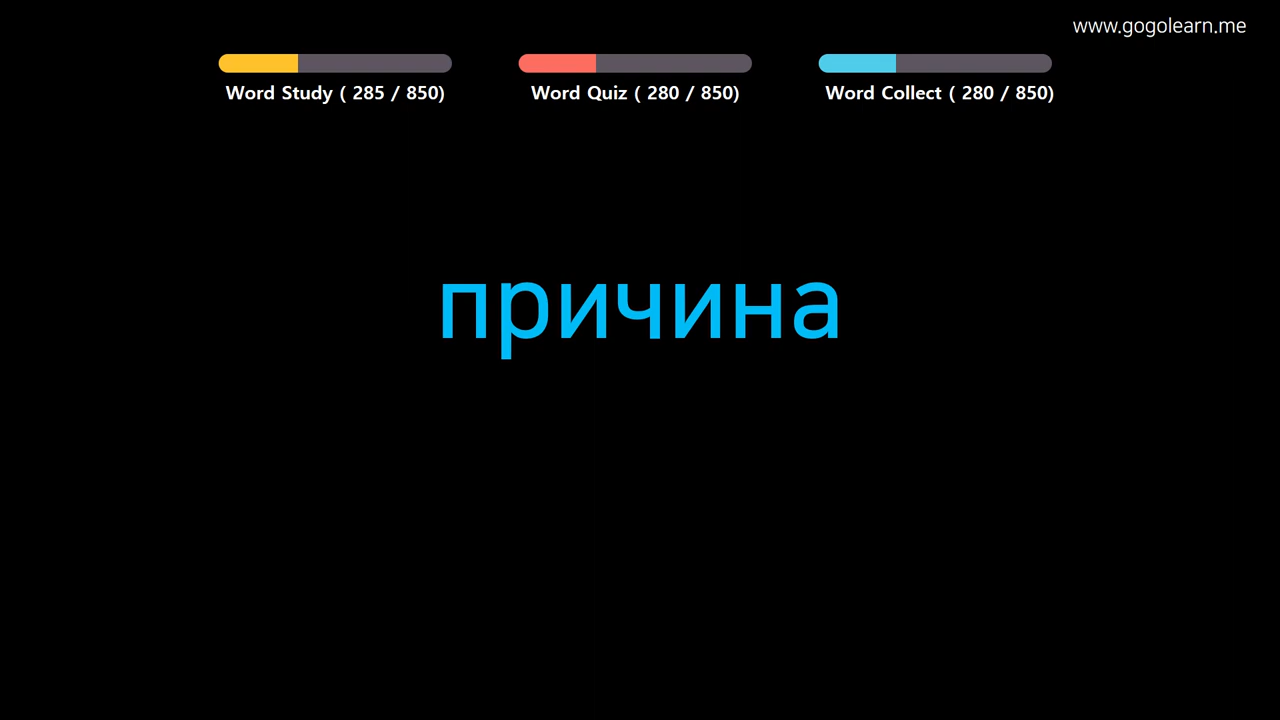 www.gogolearn.me
Word Study ( 285 / 850)
Word Quiz ( 280 / 850)
Word Collect ( 280 / 850)
причина